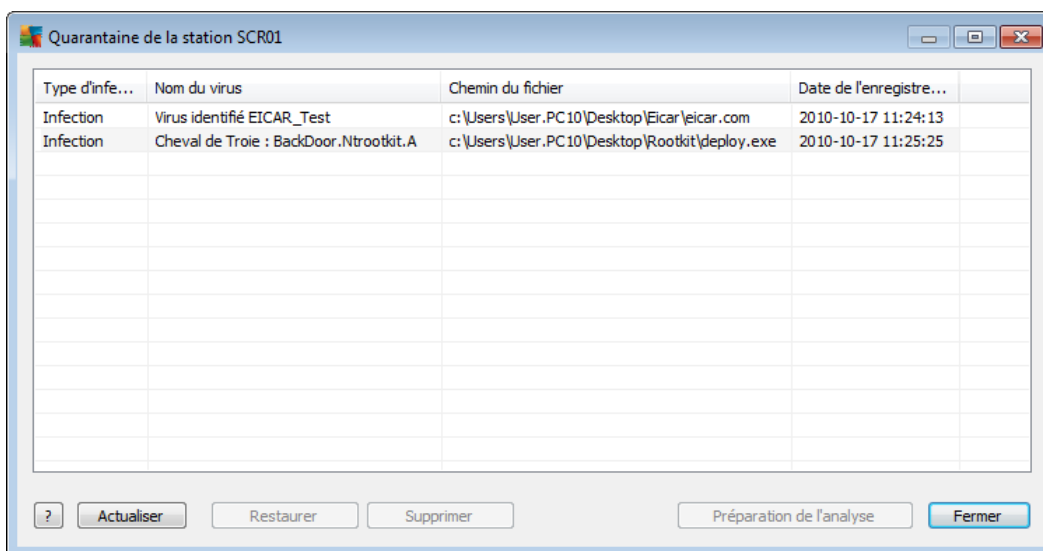 Quarantaine de la station SCR01
Type d'infe... Nom du virus Chemin du fichier Date de l'enregistre...
Infection Virus identifié EICAR_Test c:\Users\User.PC10\Desktop\Eicar\eicar.com 2010-10-17 11:24:13
Infection Cheval de Troie : BackDoor.Ntrootkit.A c:\Users\User.PC10\Desktop\Rootkit\deploy.exe 2010-10-17 11:25:25
? Actualiser Restaurer Supprimer Préparation de l'analyse Fermer